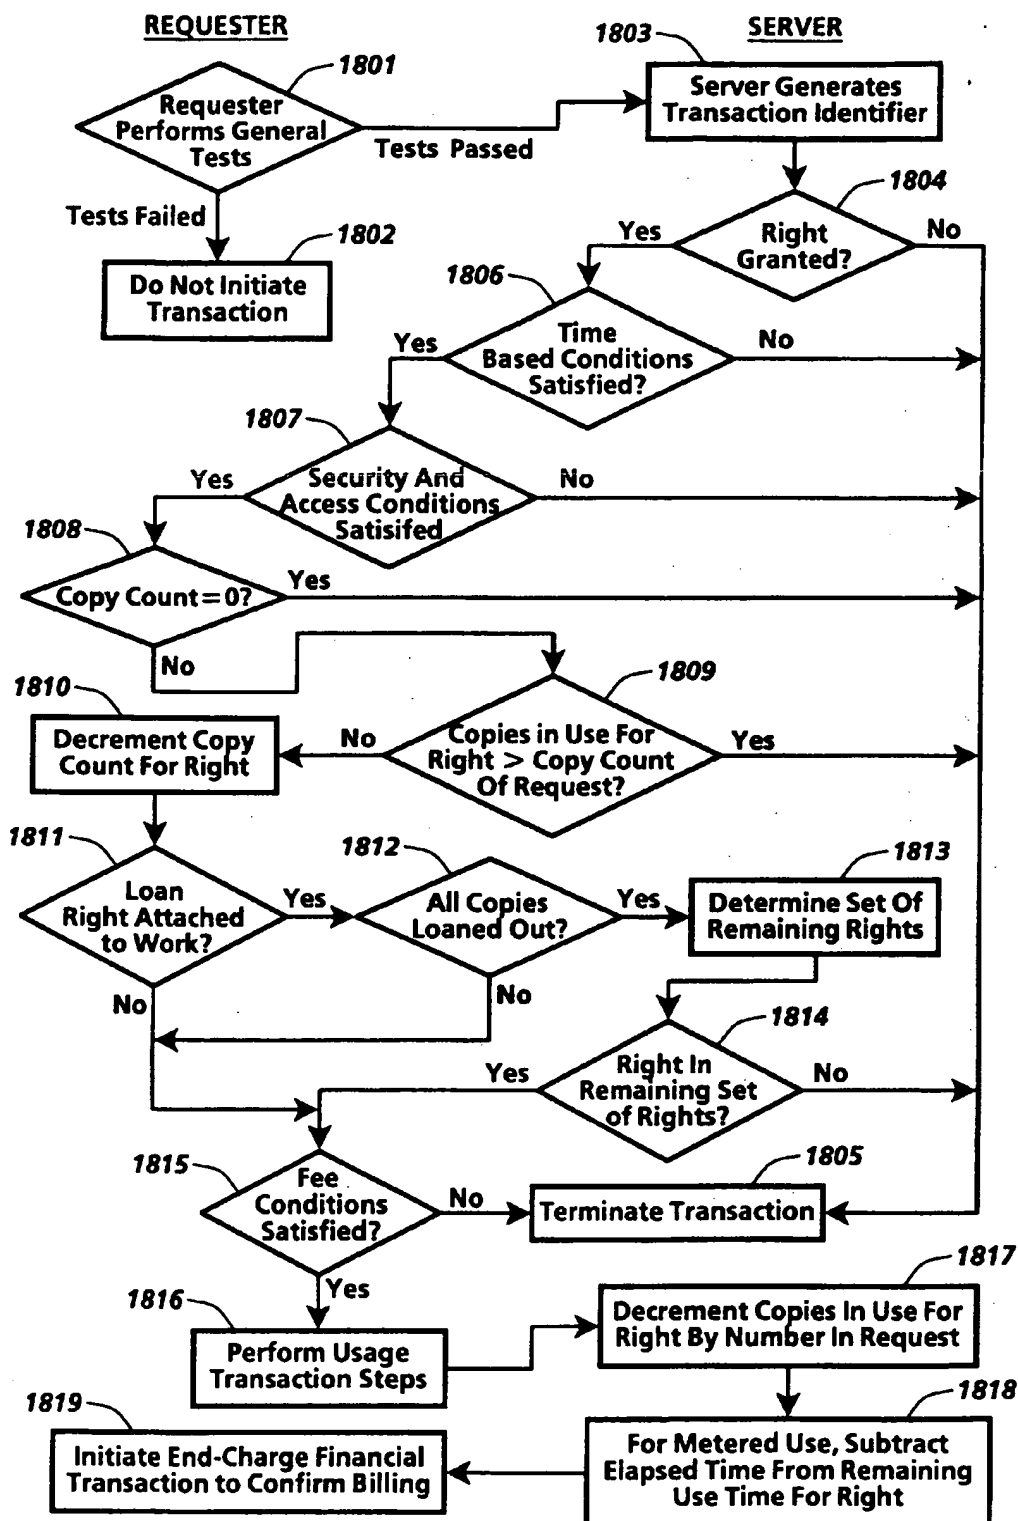 REQUESTER
SERVER
1801
1803
Requester
Performs General
Tests
Server Generates
Transaction Identifier
Tests Passed
Tests Failed
1804
1802
Yes
Right
Granted?
No
Do Not Initiate
Transaction
1806
Yes
Time
Based Conditions
Satisfied?
No
1807
Yes
Security And
Access Conditions
Satisifed
No
1808
Copy Count=0?
Yes
No
1809
1810
Decrement Copy
Count For Right
No
Copies in Use For
Right > Copy Count
Of Request?
Yes
1811
1812
1813
Loan
Right Attached
to Work?
Yes
All Copies
Loaned Out?
Yes
Determine Set Of
Remaining Rights
No
No
1814
Yes
Right In
Remaining Set
of Rights?
No
1815
1805
Fee
Conditions
Satisfied?
No
Terminate Transaction
Yes
1816
1817
Perform Usage
Transaction Steps
Decrement Copies In Use For
Right By Number In Request
1819
1818
Initiate End-Charge Financial
Transaction to Confirm Billing
For Metered Use, Subtract
Elapsed Time From Remaining
Use Time For Right